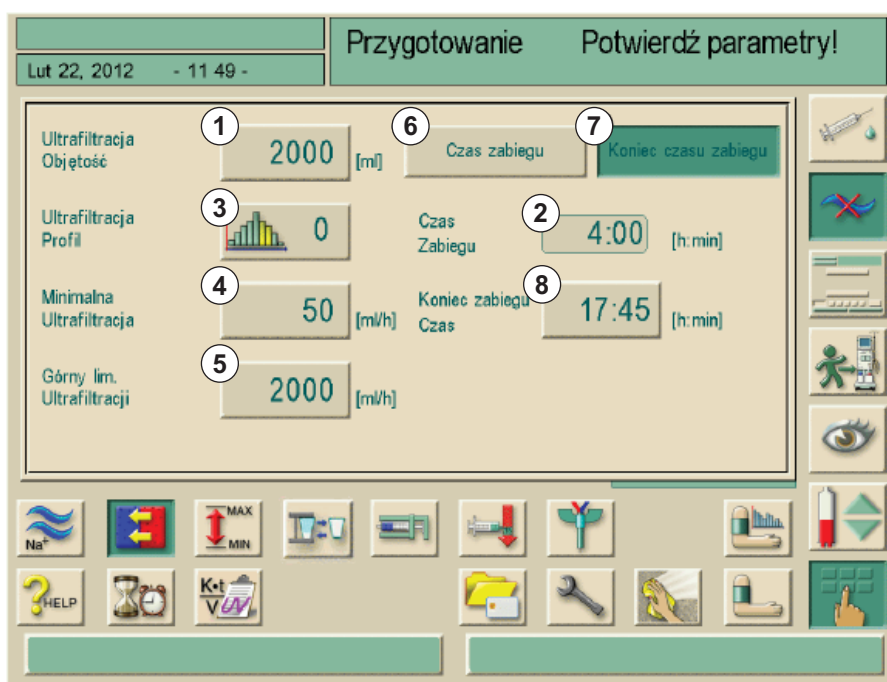 Przygotowanie Potwierdź parametry!
Lut 22, 2012 - 11 49 -
1
6
7
Ultrafiltracja
Objętość
2000 [ml]
Czas zabiegu
Koniec czasu zabiegu
3
2
Ultrafiltracja
Profil
0
Czas
Zabiegu
4:00 [h:min]
4
8
Minimalna
Ultrafiltracja
50 [ml/h]
Koniec zabiegu
Czas
17:45 [h:min]
5
Górny lim.
Ultrafiltracji
2000 [ml/h]
Na+
MAX
MIN
? HELP
K•t
V
UV